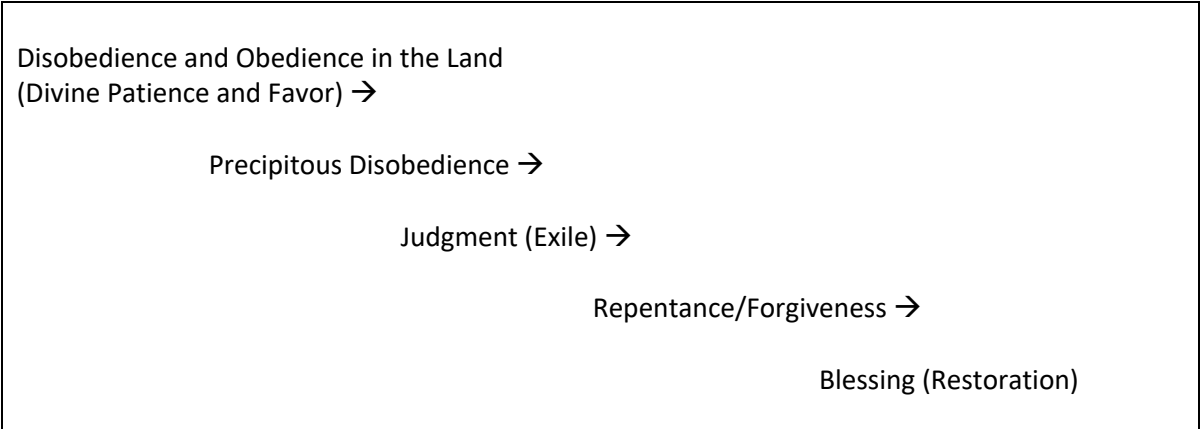 Disobedience and Obedience in the Land
(Divine Patience and Favor) →
Precipitous Disobedience →
Judgment (Exile) →
Repentance/Forgiveness →
Blessing (Restoration)